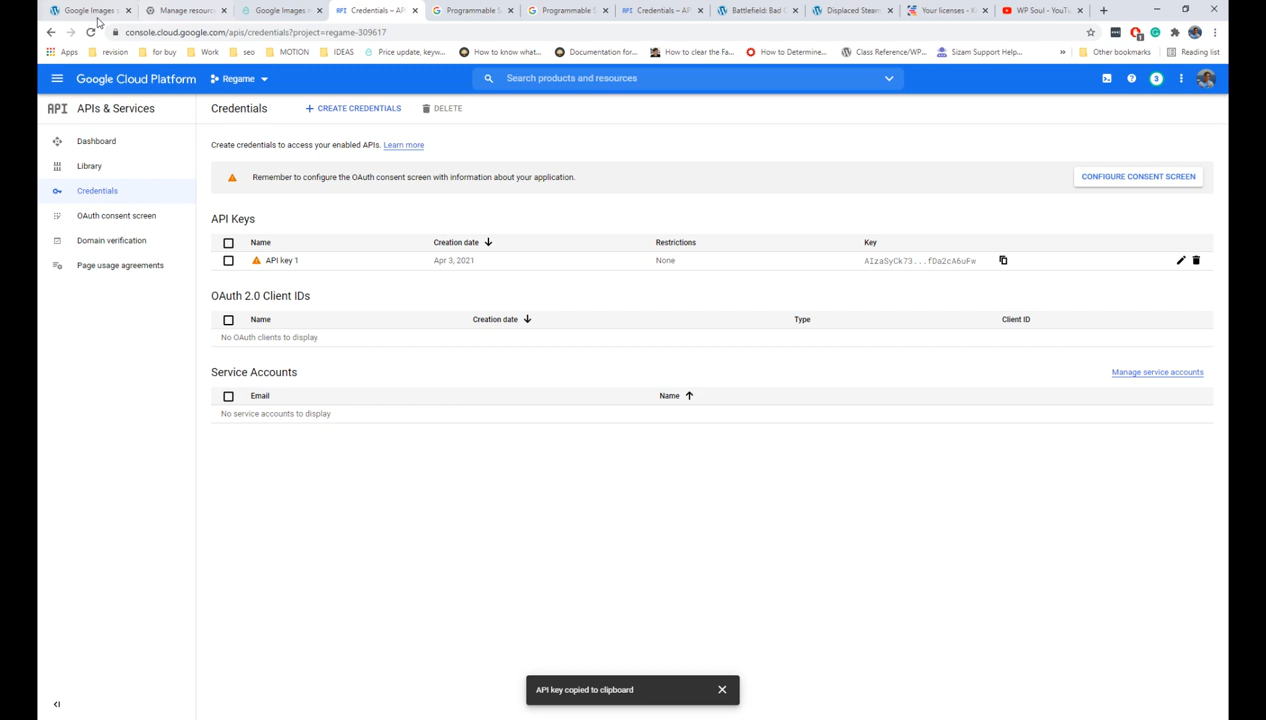 Google Images
Manage resourc
Google Images
API Credentials – AP
Programmable S
Programmable S
API Credentials – AP
Battlefield: Bad C
Displaced Steam
Your licenses - K
WP Soul - YouTu
console.cloud.google.com/apis/credentials?project=regame-309617
Apps
revision
for buy
Work
seo
MOTION
IDEAS
Price update, keyw...
How to know what...
Documentation for...
How to clear the Fa...
How to Determine...
Class Reference/WP...
Sizam Support Help...
»
Other bookmarks
Reading list
Google Cloud Platform
Regame
Search products and resources
3
API APIs & Services
Credentials
+ CREATE CREDENTIALS
DELETE
Dashboard
Library
Credentials
OAuth consent screen
Domain verification
Page usage agreements
Create credentials to access your enabled APIs. Learn more
Remember to configure the OAuth consent screen with information about your application.
CONFIGURE CONSENT SCREEN
API Keys
Name Creation date Restrictions Key
API key 1 Apr 3, 2021 None AIzaSyCk73...fDa2cA6uFw
OAuth 2.0 Client IDs
Name Creation date Type Client ID
No OAuth clients to display
Service Accounts
Manage service accounts
Email Name
No service accounts to display
API key copied to clipboard